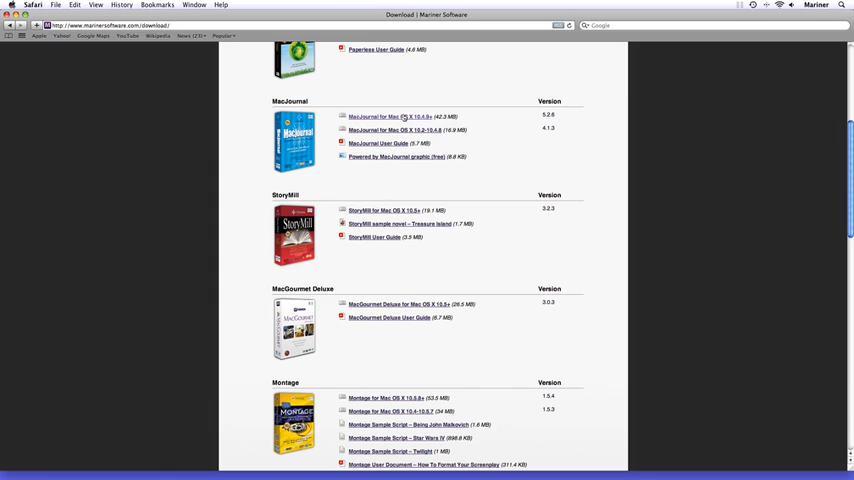 Safari File Edit View History Bookmarks Window Help Mariner
Download | Mariner Software
http://www.marinersoftware.com/download/ Google
Apple Yahoo! Google Maps YouTube Wikipedia News (23) Popular
Paperless User Guide (4.6 MB)
MacJournal Version
MacJournal for Mac OS X 10.4.9+ (42.3 MB) 5.2.6
MacJournal for Mac OS X 10.2-10.4.8 (16.9 MB) 4.1.3
MacJournal User Guide (5.7 MB)
Powered by MacJournal graphic (free) (8.8 KB)
MacJournal
StoryMill Version
StoryMill for Mac OS X 10.5+ (19.1 MB) 3.2.3
StoryMill sample novel – Treasure Island (1.7 MB)
StoryMill User Guide (3.5 MB)
StoryMill
MacGourmet Deluxe Version
MacGourmet Deluxe for Mac OS X 10.5+ (26.5 MB) 3.0.3
MacGourmet Deluxe User Guide (6.7 MB)
MacGourmet
Montage Version
Montage for Mac OS X 10.5.8+ (53.5 MB) 1.5.4
Montage for Mac OS X 10.4-10.5.7 (34 MB) 1.5.3
Montage Sample Script – Being John Malkovich (1.6 MB)
Montage Sample Script – Star Wars IV (898.8 KB)
Montage Sample Script – Twilight (1 MB)
Montage User Document – How To Format Your Screenplay (311.4 KB)
Montage